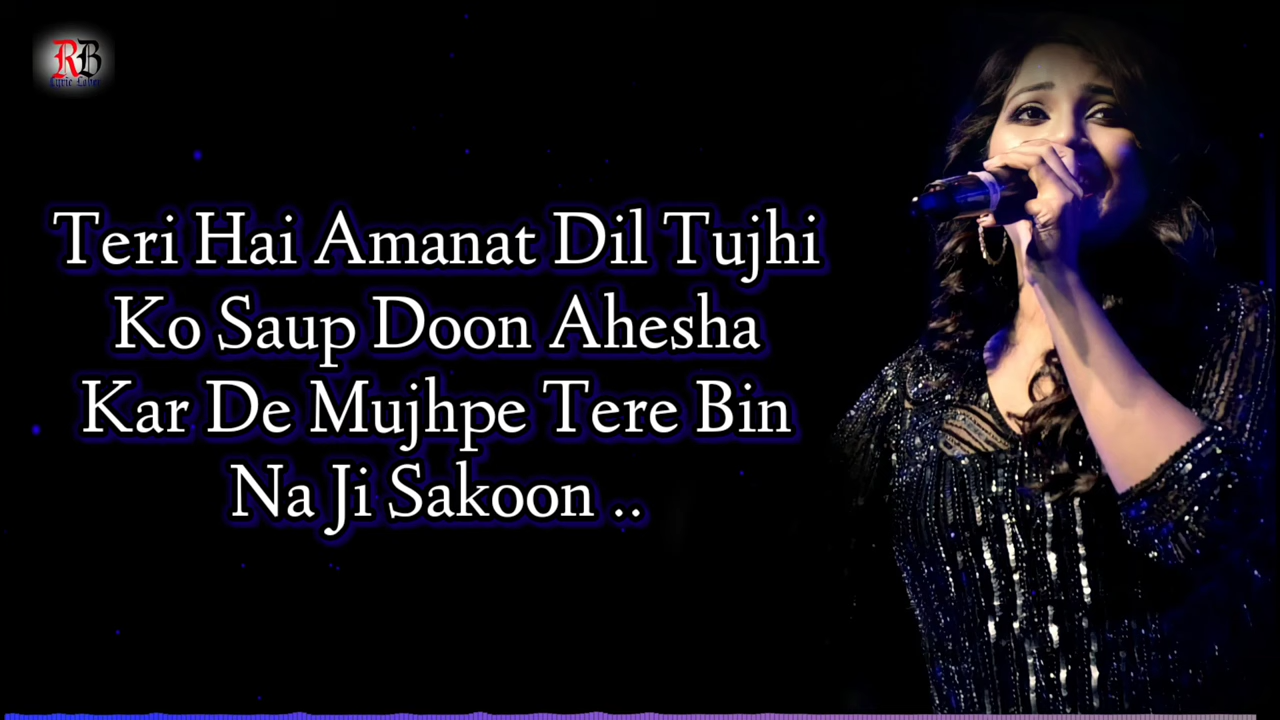 RB
Teri Hai Amanat Dil Tujhi
Ko Saup Doon Ahesha
Kar De Mujhpe Tere Bin
Na Ji Sakoon ..